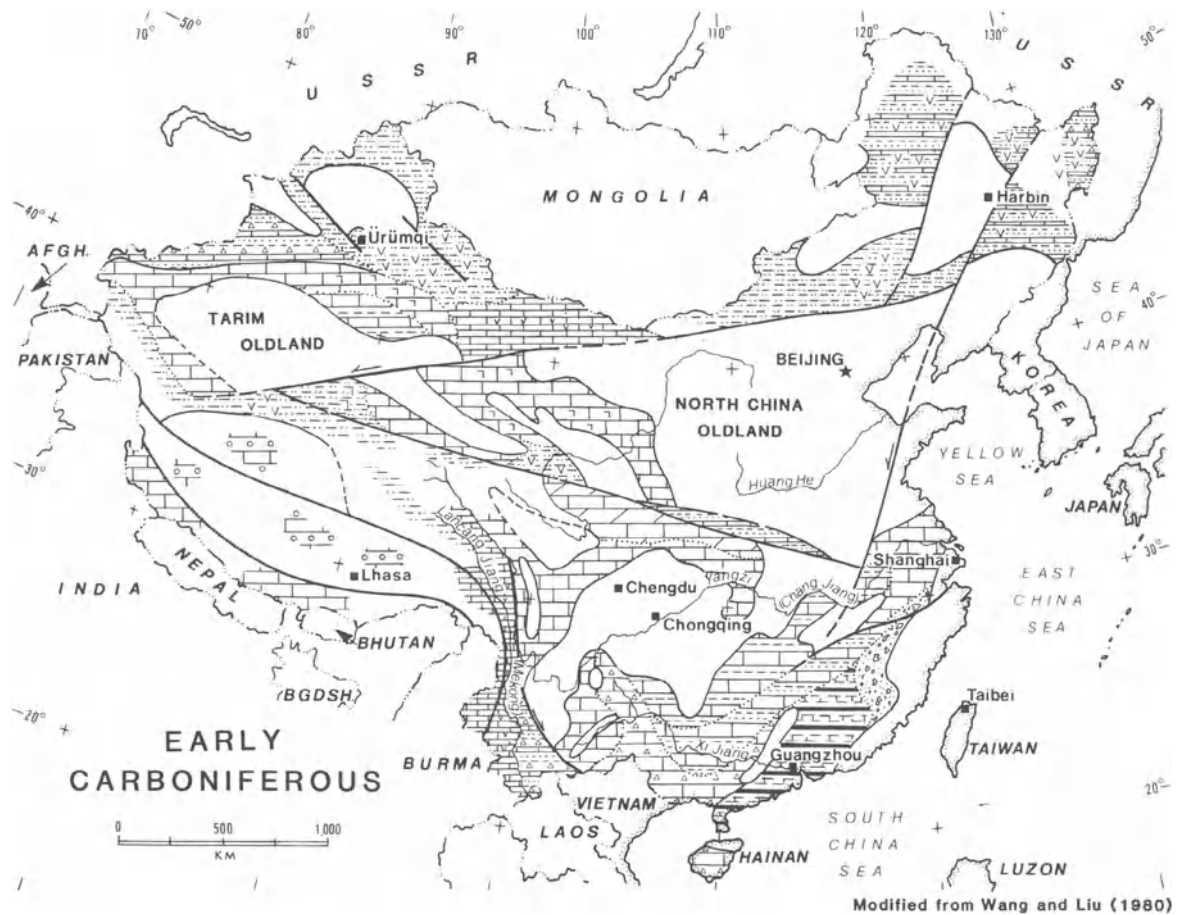 70°
-50°
80°
90°
100°
110°
120°
130°
50°
U S S R
U S S R
MONGOLIA
Harbin
-40°
AFGH.
Ürümqi
SEA
OF
JAPAN
40°
TARIM
OLDLAND
PAKISTAN
BEIJING
KOREA
NORTH CHINA
OLDLAND
YELLOW
SEA
Huang He
-30°
JAPAN
30°
Lancang Jiang
NEPAL
Lhasa
INDIA
Shanghai
Chengdu
Yangzi
(Chang Jiang)
EAST
CHINA
SEA
Chongqing
BHUTAN
BGDSH.
Mekong
Taibei
-20°
EARLY
CARBONIFEROUS
BURMA
Xi Jiang
Guangzhou
TAIWAN
20°
VIETNAM
LAOS
0 500 1,000
KM
SOUTH
CHINA
SEA
HAINAN
LUZON
Modified from Wang and Liu (1980)